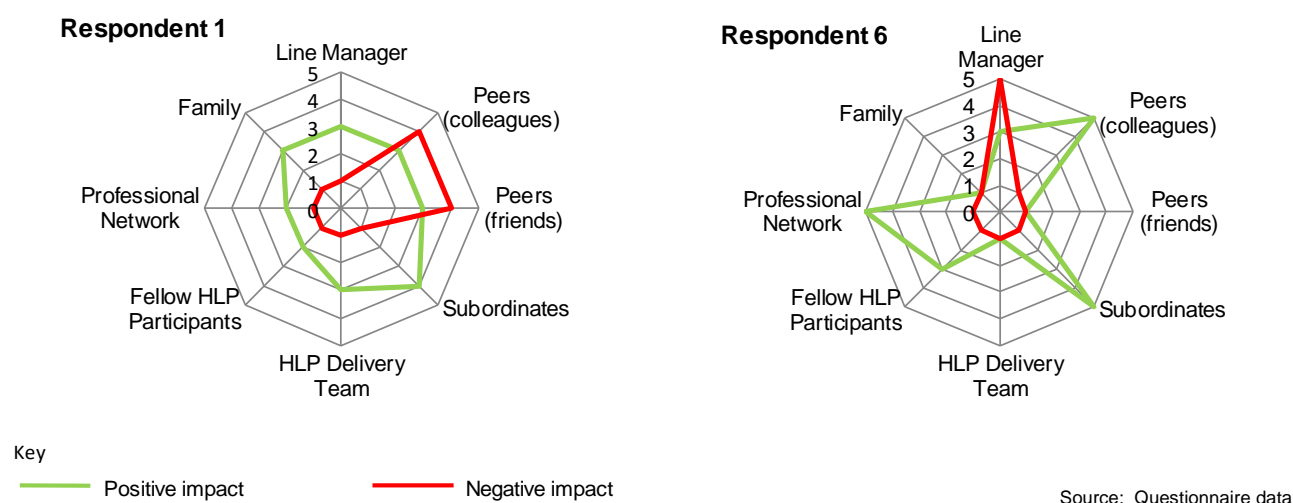 Respondent 1
Line Manager
5
4
3
2
1
0
Peers
(colleagues)
Peers
(friends)
Subordinates
HLP Delivery
Team
Fellow HLP
Participants
Professional
Network
Family
Respondent 6
Line
Manager
5
4
3
2
1
0
Peers
(colleagues)
Peers
(friends)
Subordinates
HLP Delivery
Team
Fellow HLP
Participants
Professional
Network
Family
Key
Positive impact
Negative impact
Source: Questionnaire data